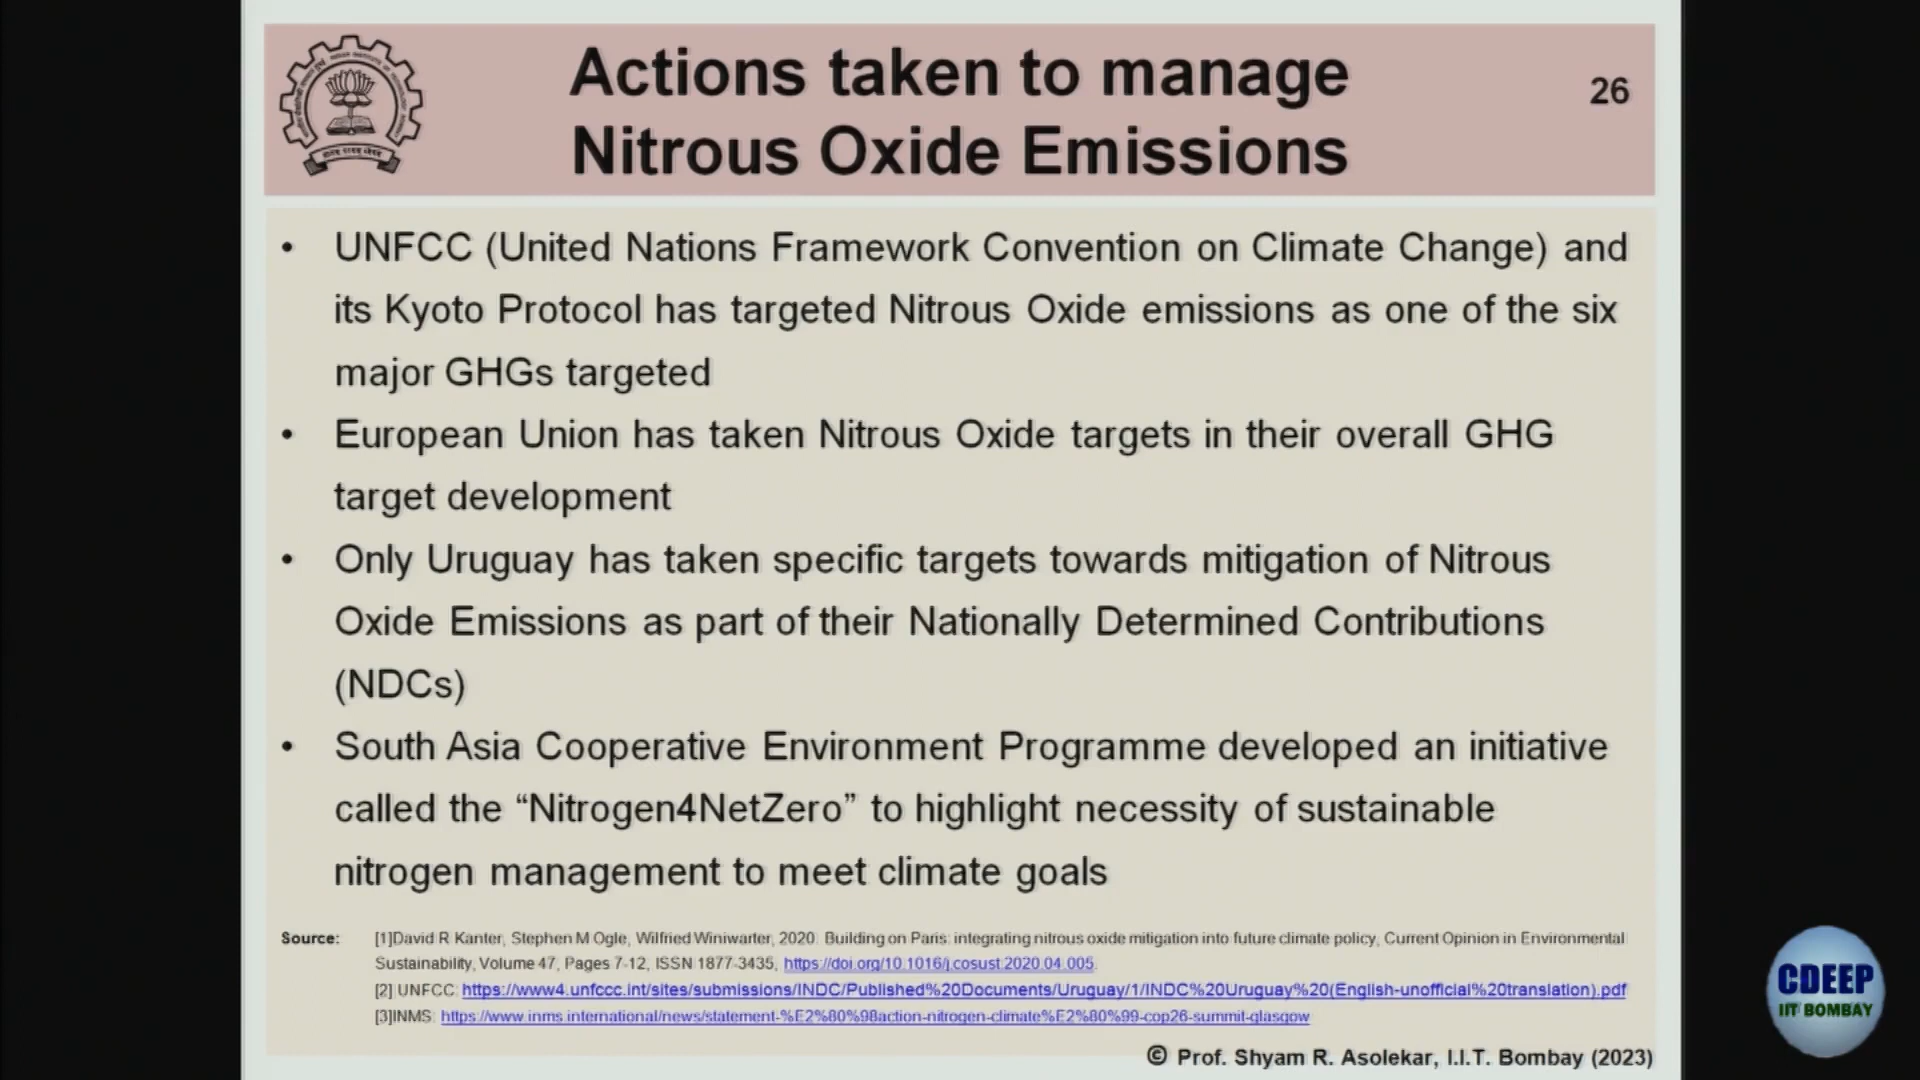 Actions taken to manage
Nitrous Oxide Emissions
26
• UNFCC (United Nations Framework Convention on Climate Change) and
its Kyoto Protocol has targeted Nitrous Oxide emissions as one of the six
major GHGs targeted
• European Union has taken Nitrous Oxide targets in their overall GHG
target development
• Only Uruguay has taken specific targets towards mitigation of Nitrous
Oxide Emissions as part of their Nationally Determined Contributions
(NDCs)
• South Asia Cooperative Environment Programme developed an initiative
called the “Nitrogen4NetZero” to highlight necessity of sustainable
nitrogen management to meet climate goals
Source: [1]David R Kanter, Stephen M Ogle, Wilfried Winiwarter, 2020. Building on Paris: integrating nitrous oxide mitigation into future climate policy, Current Opinion in Environmental
Sustainability, Volume 47, Pages 7-12, ISSN 1877-3435, https://doi.org/10.1016/j.cosust.2020.04.005.
[2] UNFCC: https://www4.unfccc.int/sites/submissions/INDC/Published%20Documents/Uruguay/1/INDC%20Uruguay%20(English-unofficial%20translation).pdf
[3]INMS: https://www.inms.international/news/statement-%E2%80%98action-nitrogen-climate%E2%80%99-cop26-summit-glasgow
© Prof. Shyam R. Asolekar, I.I.T. Bombay (2023)
CDEEP
IIT BOMBAY